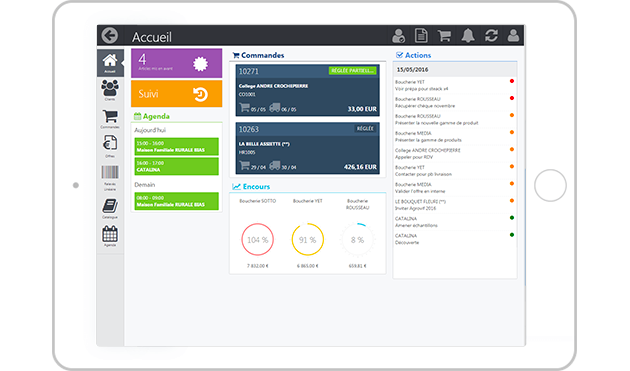 Accueil
Accueil
Clients
Commandes
Offres
Catalogue
Agenda
4
Articles mis en avant
Suivi
Agenda
Aujourd'hui
15:00 - 16:00
Maison Familiale RURALE BIAS
16:00 - 17:00
CATALINA
Demain
08:00 - 09:00
Maison Familiale RURALE BIAS
Commandes
10271
RÉGLÉE PARTIELL...
College ANDRE CROCHEPIERRE
CO1001
05 / 05
06 / 05
33,00 EUR
10263
RÉGLÉE
LA BELLE ASSIETTE (**)
HR1005
29 / 04
30 / 04
426,16 EUR
Encours
Boucherie SOTTO
Boucherie YET
Boucherie
ROUSSEAU
104 %
91 %
8 %
7 832,00 €
6 865,00 €
659,81 €
Actions
15/05/2016
Boucherie YET
Voir prépa pour steack v4
Boucherie ROUSSEAU
Récupérer cheque novembre
Boucherie ROUSSEAU
Présenter la nouvelle gamme de produit
Boucherie MEDIA
Présenter la gamme de produits
College ANDRE CROCHEPIERRE
Appeler pour RDV
Boucherie YET
Contacter pour pb livraison
Boucherie MEDIA
Valider l'offre en interne
LE BOUQUET FLEURI (**)
Inviter Agrovif 2016
CATALINA
Amener echantillons
CATALINA
Découverte